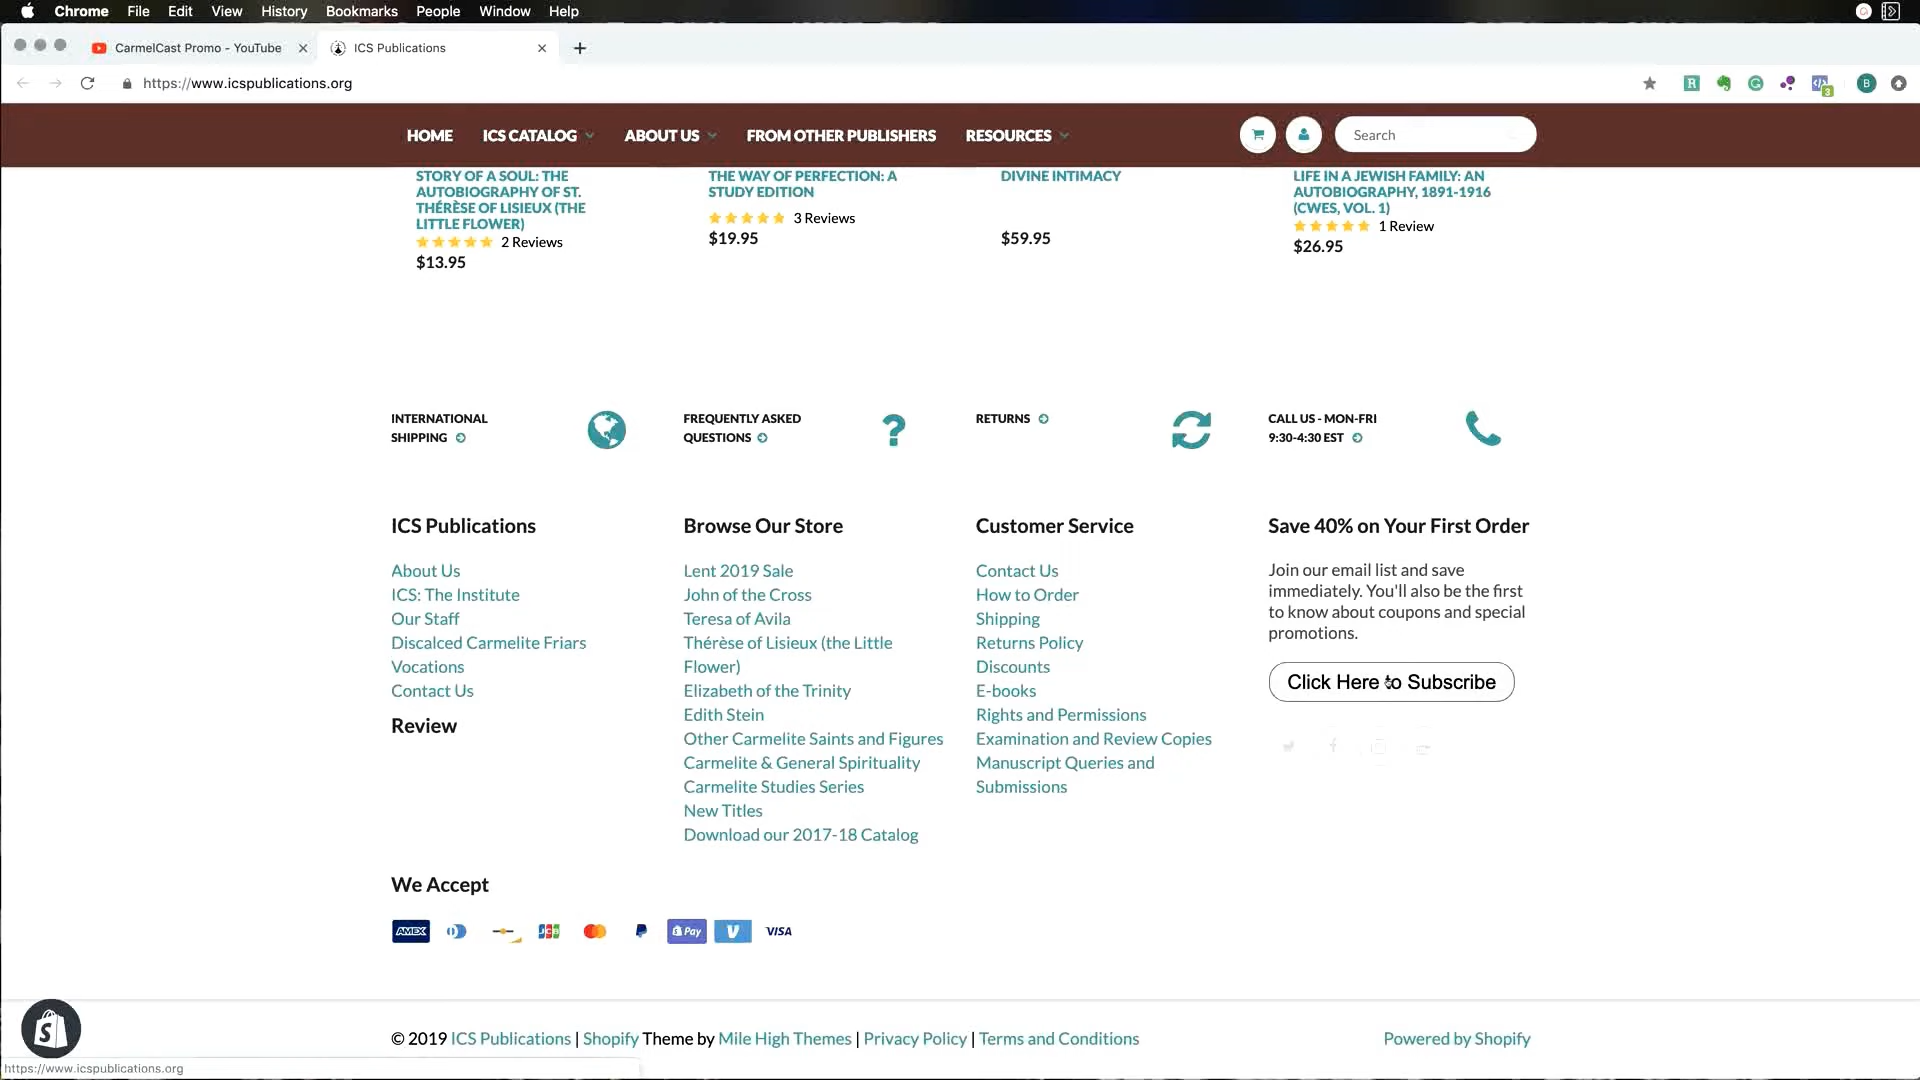 Chrome File Edit View History Bookmarks People Window Help
CarmelCast Promo - YouTube
ICS Publications
https://www.icspublications.org
B
3
HOME
ICS CATALOG
ABOUT US
FROM OTHER PUBLISHERS
RESOURCES
Search
STORY OF A SOUL: THE
AUTOBIOGRAPHY OF ST.
THÉRÈSE OF LISIEUX (THE
LITTLE FLOWER)
2 Reviews
$13.95
THE WAY OF PERFECTION: A
STUDY EDITION
3 Reviews
$19.95
DIVINE INTIMACY
$59.95
LIFE IN A JEWISH FAMILY: AN
AUTOBIOGRAPHY, 1891-1916
(CWES, VOL. 1)
1 Review
$26.95
INTERNATIONAL
SHIPPING
FREQUENTLY ASKED
QUESTIONS
RETURNS
CALL US - MON-FRI
9:30-4:30 EST
ICS Publications
About Us
ICS: The Institute
Our Staff
Discalced Carmelite Friars
Vocations
Contact Us
Review
Browse Our Store
Lent 2019 Sale
John of the Cross
Teresa of Avila
Thérèse of Lisieux (the Little
Flower)
Elizabeth of the Trinity
Edith Stein
Other Carmelite Saints and Figures
Carmelite & General Spirituality
Carmelite Studies Series
New Titles
Download our 2017-18 Catalog
Customer Service
Contact Us
How to Order
Shipping
Returns Policy
Discounts
E-books
Rights and Permissions
Examination and Review Copies
Manuscript Queries and
Submissions
Save 40% on Your First Order
Join our email list and save
immediately. You'll also be the first
to know about coupons and special
promotions.
Click Here to Subscribe
We Accept
AMEX
JCB
Pay
VISA
© 2019 ICS Publications | Shopify Theme by Mile High Themes | Privacy Policy | Terms and Conditions
Powered by Shopify
https://www.icspublications.org